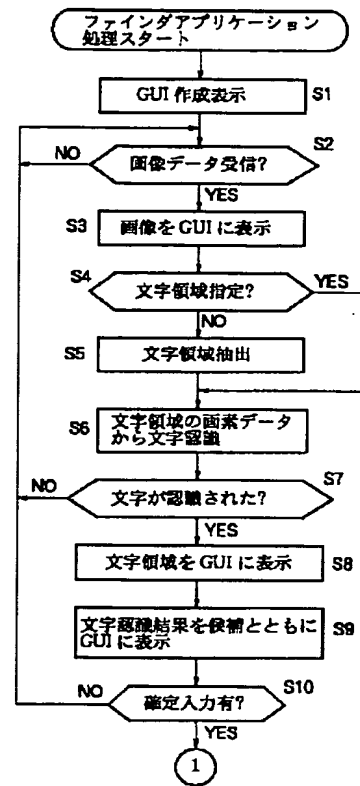 ファインダアプリケーション
処理スタート
GUI 作成表示
S1
S2
NO
画像データ受信?
YES
S3
画像を GUI に表示
S4
文字領域指定?
YES
NO
S5
文字領域抽出
S6
文字領域の画素データ
から文字認識
S7
NO
文字が認識された?
YES
文字領域を GUI に表示
S8
文字認識結果を候補とともに
GUI に表示
S9
NO
確定入力有?
S10
YES
1